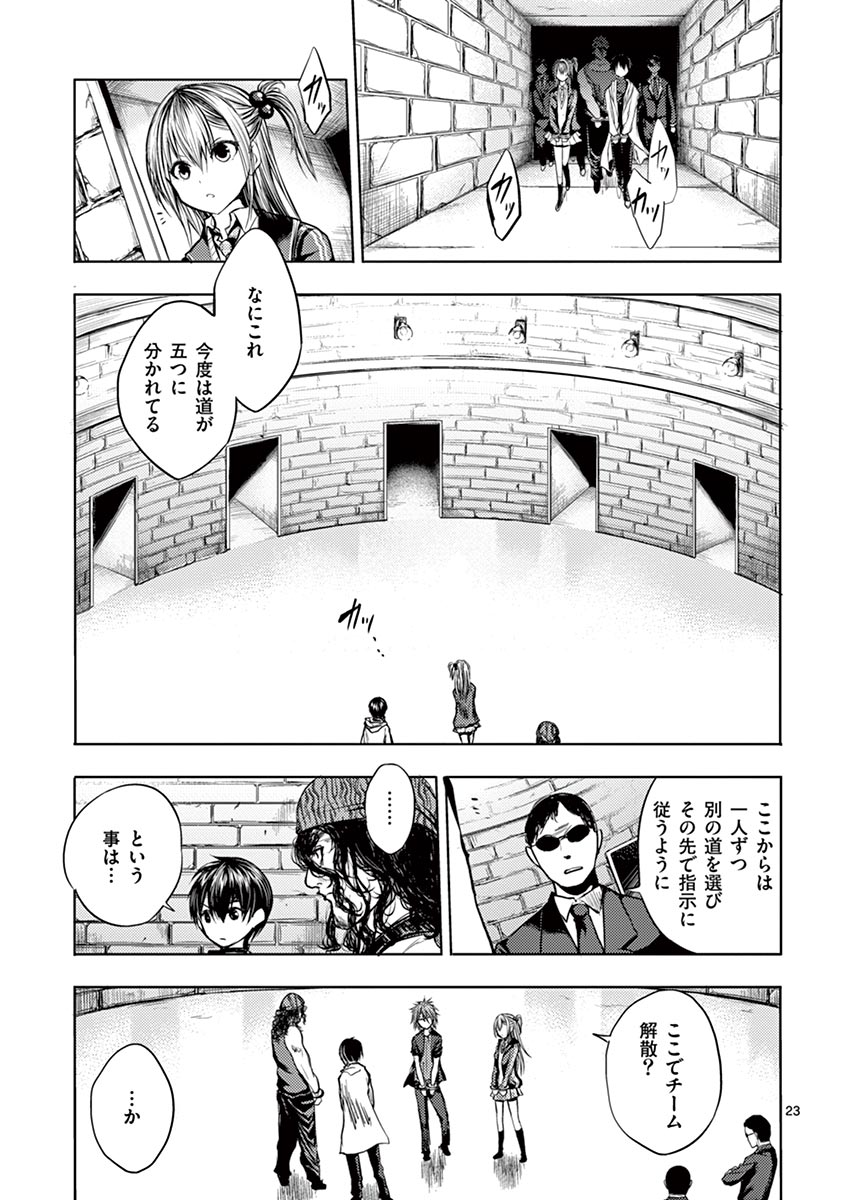 カッ
カッ
カッ
なにこれ
今度は道が
五つに
分かれてる
カッ…
ここからは
一人ずつ
別の道を選び
その先で指示に
従うように
……
という
事は…
ここでチーム
解散？
…か
23